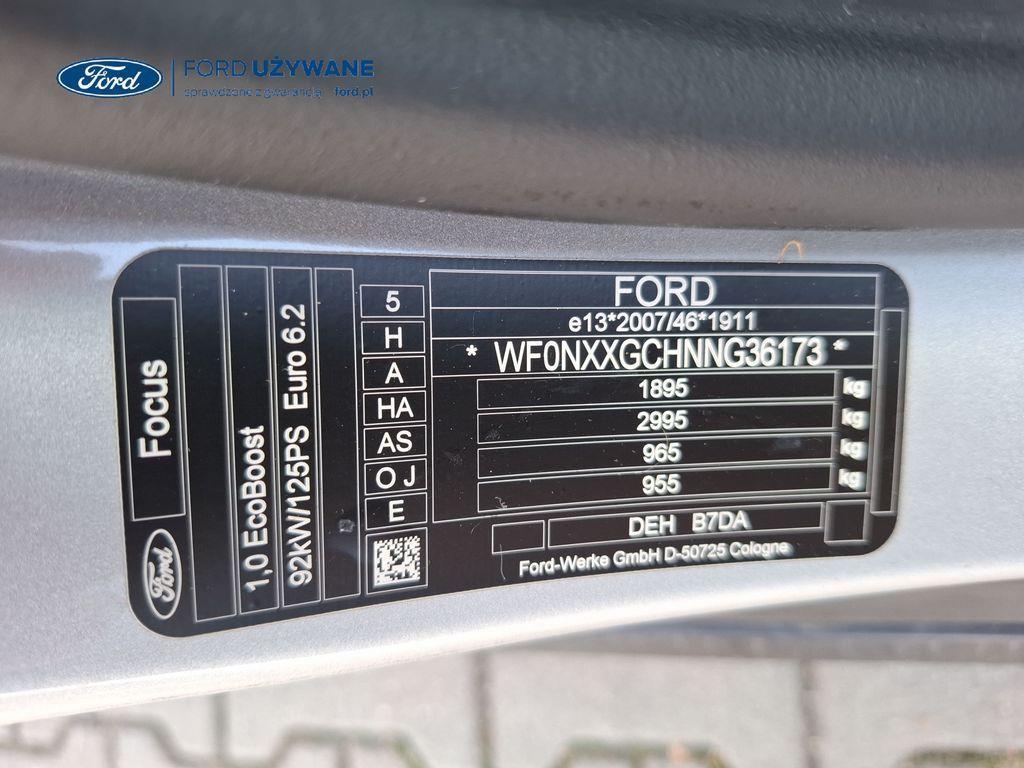 Ford
FORD UŻYWANE
sprawdzone z gwarancją ford.pl
Focus
Ford
1,0 EcoBoost
92kW/125PS Euro 6.2
5
H
A
HA
AS
O J
E
FORD
e13*2007/46*1911
* WF0NXXGCHNNG36173 *
1895 kg
2995 kg
965 kg
955 kg
DEH B7DA
Ford-Werke GmbH D-50725 Cologne